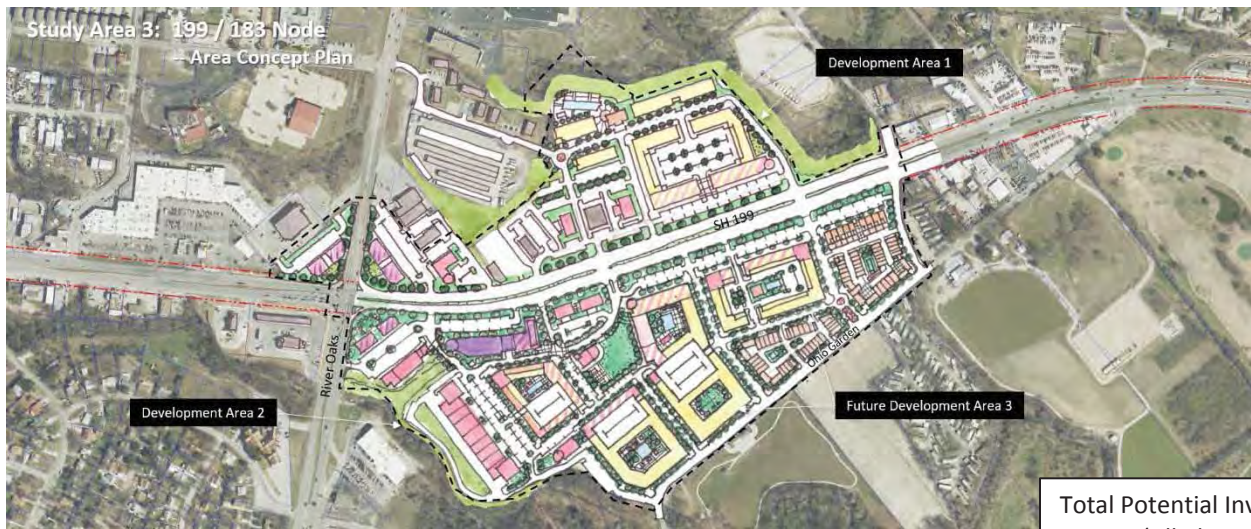 Study Area 3: 199 / 183 Node
– Area Concept Plan
Development Area 1
SH 199
River Oaks
Ohio Garden
Development Area 2
Future Development Area 3
Total Potential Inv